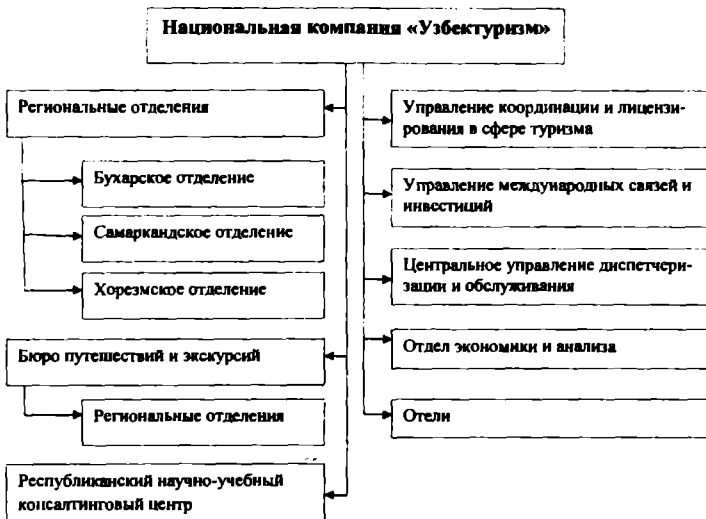 Национальная компания «Узбектуризм»
Региональные отделения
Бухарское отделение
Самаркандское отделение
Хорезмское отделение
Бюро путешествий и экскурсий
Региональные отделения
Республиканский научно-учебный
консалтинговый центр
Управление координации и лицензи-
рования в сфере туризма
Управление международных связей и
инвестиций
Центральное управление диспетчери-
зации и обслуживания
Отдел экономики и анализа
Отели